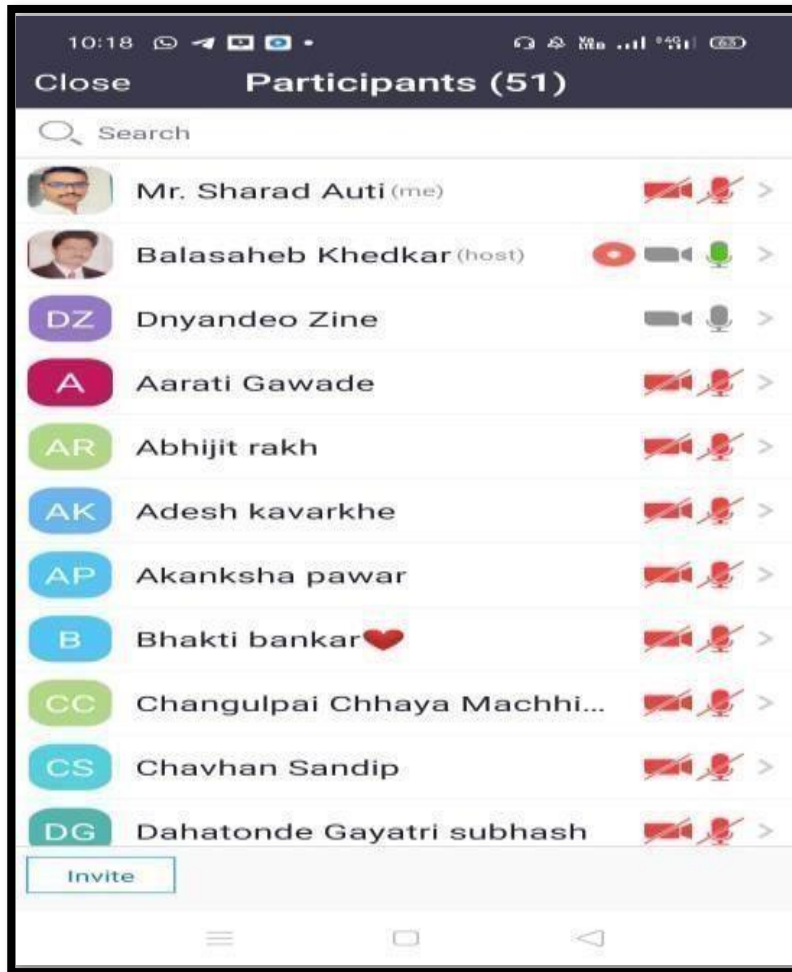 10:18
Close Participants (51)
Search
Mr. Sharad Auti (me)
Balasaheb Khedkar (host)
DZ Dnyandeo Zine
A Aarati Gawade
AR Abhijit rakh
AK Adesh kavarkhe
AP Akanksha pawar
B Bhakti bankar❤
CC Changulpai Chhaya Machhi...
CS Chavhan Sandip
DG Dahatonde Gayatri subhash
Invite